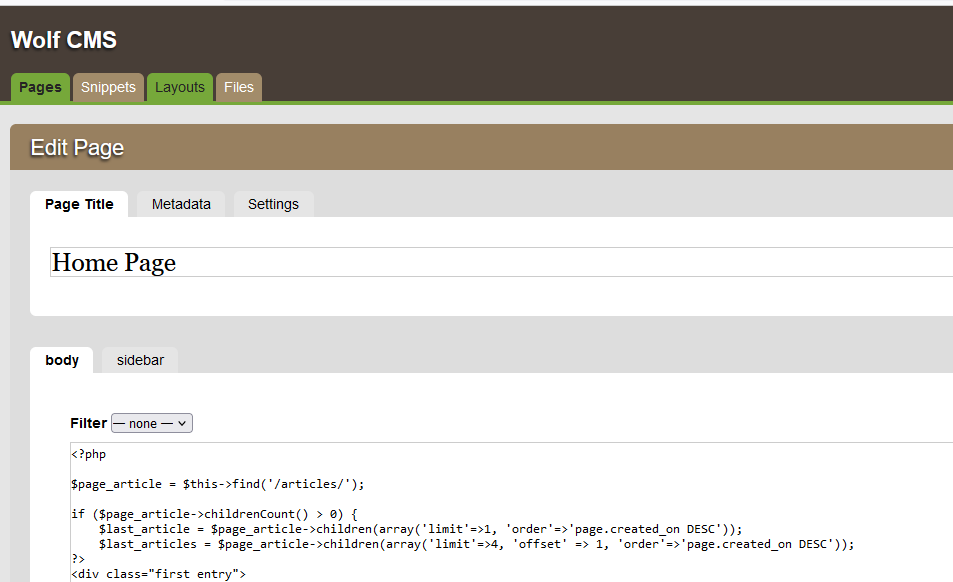 Wolf CMS
Pages Snippets Layouts Files
Edit Page
Page Title Metadata Settings
Home Page
body sidebar
Filter — none —
<?php
$page_article = $this->find('/articles/');
if ($page_article->childrenCount() > 0) {
    $last_article = $page_article->children(array('limit'=>1, 'order'=>'page.created_on DESC'));
    $last_articles = $page_article->children(array('limit'=>4, 'offset' => 1, 'order'=>'page.created_on DESC'));
?>
<div class="first entry">